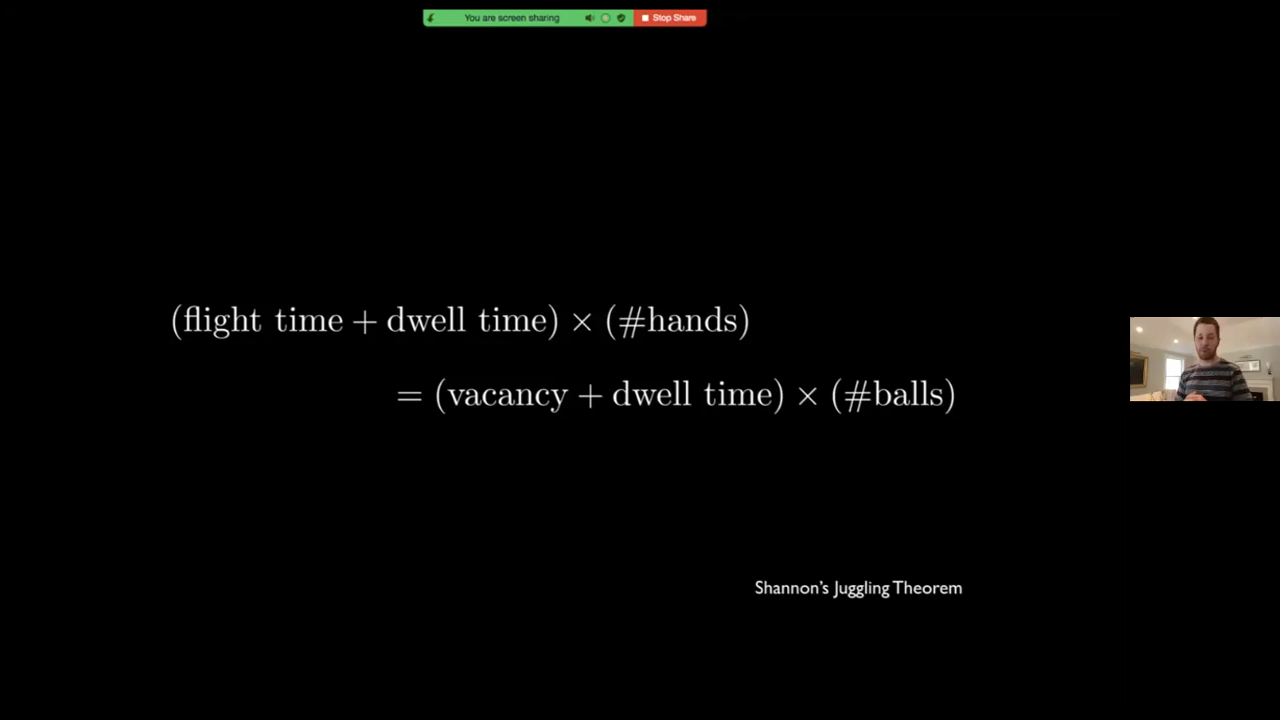 You are screen sharing
Stop Share
(flight time + dwell time) × (#hands)
= (vacancy + dwell time) × (#balls)
Shannon's Juggling Theorem